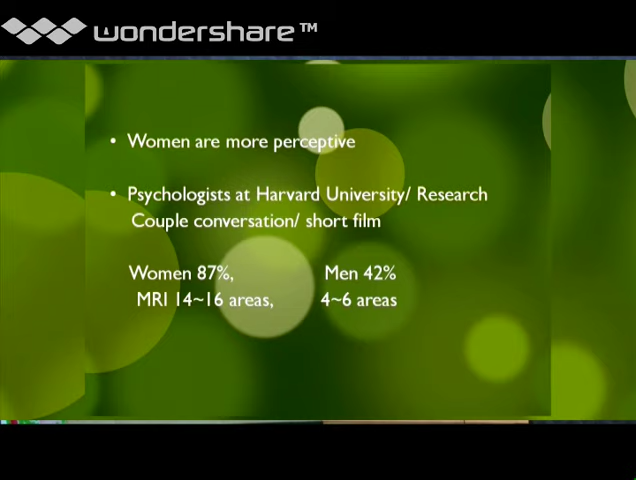 wondershare™
• Women are more perceptive
• Psychologists at Harvard University/ Research
Couple conversation/ short film
Women 87%, Men 42%
MRI 14~16 areas, 4~6 areas